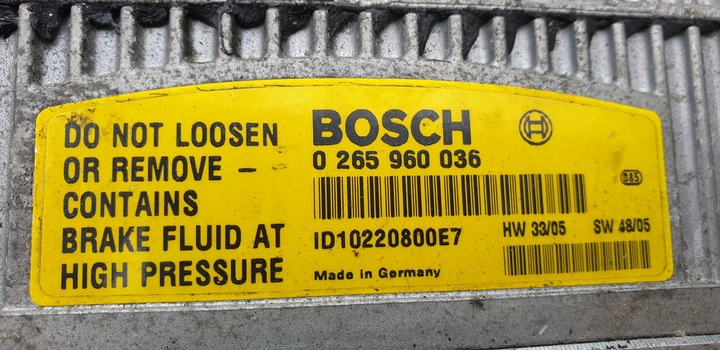 DO NOT LOOSEN
OR REMOVE –
CONTAINS
BRAKE FLUID AT
HIGH PRESSURE
BOSCH
0 265 960 036
085
ID10220800E7
HW 33/05 SW 48/05
Made in Germany